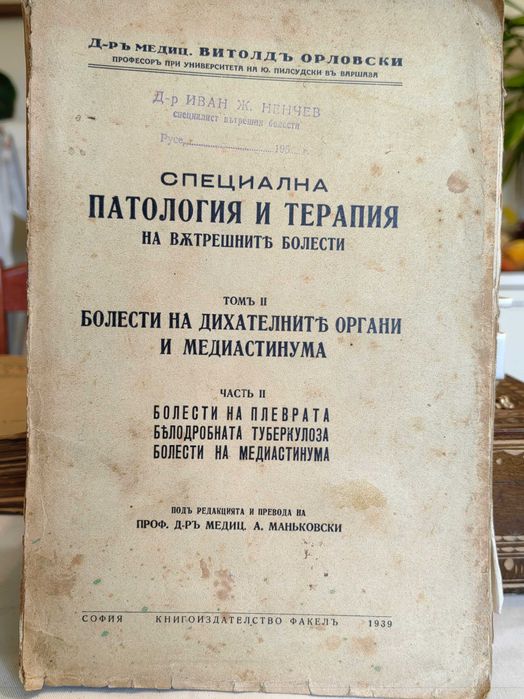 Д-РЪ МЕДИЦ. ВИТОЛДЪ ОРЛОВСКИ
ПРОФЕСОРЪ ПРИ УНИВЕРСИТЕТА НА Ю. ПИЛСУДСКИ ВЪ ВАРШАВА
Д-р ИВАН Ж. НЕНЧЕВ
специалист вътрешни болести
Русе, 195 г.
СПЕЦИАЛНА
ПАТОЛОГИЯ И ТЕРАПИЯ
НА ВѪТРЕШНИТѢ БОЛЕСТИ
ТОМЪ II
БОЛЕСТИ НА ДИХАТЕЛНИТѢ ОРГАНИ
И МЕДИАСТИНУМА
ЧАСТЬ II
БОЛЕСТИ НА ПЛЕВРАТА
БѢЛОДРОБНАТА ТУБЕРКУЛОЗА
БОЛЕСТИ НА МЕДИАСТИНУМА
ПОДЪ РЕДАКЦИЯТА И ПРЕВОДА НА
ПРОФ. Д-РЪ МЕДИЦ. А. МАНЬКОВСКИ
СОФИЯ КНИГОИЗДАТЕЛСТВО ФАКЕЛЪ 1939